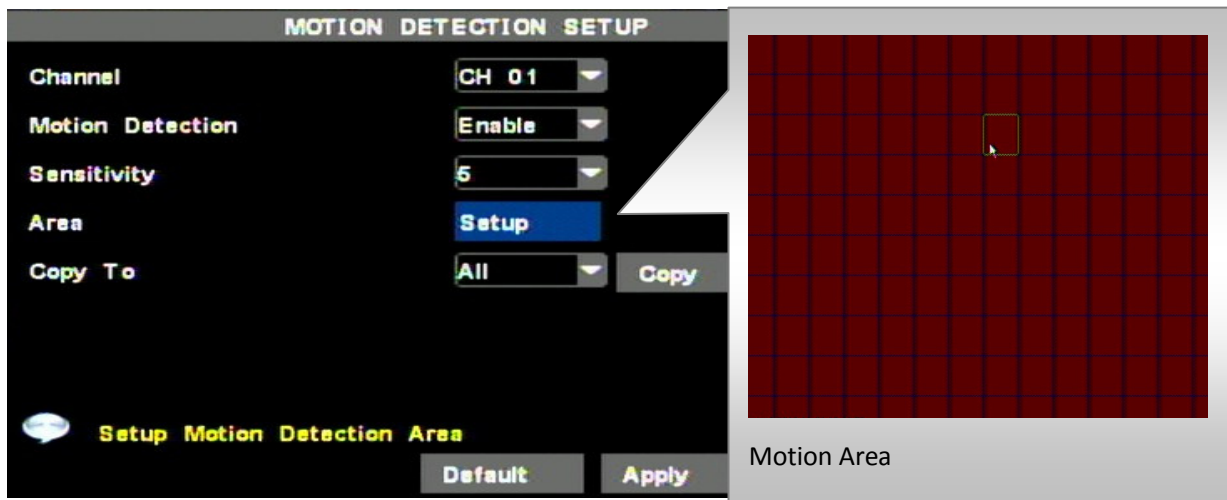 MOTION DETECTION SETUP
Channel CH 01
Motion Detection Enable
Sensitivity 5
Area Setup
Copy To All Copy
Setup Motion Detection Area
Default Apply
Motion Area